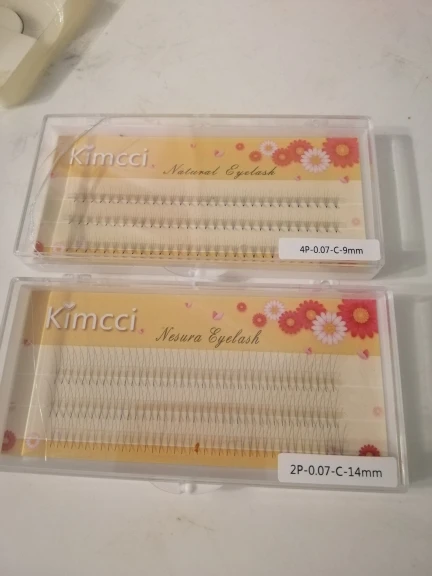 Kimcci
Natural Eyelash
4P-0.07-C-9mm
Kimcci
Nesura Eyelash
2P-0.07-C-14mm